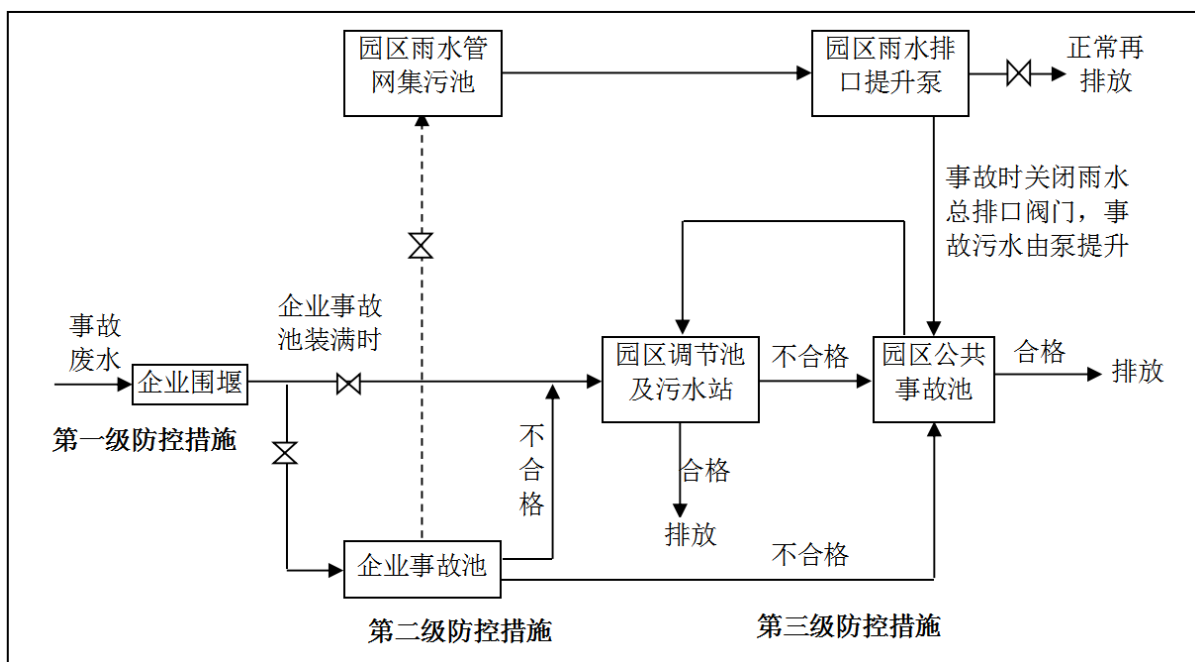 园区雨水管
网集污池
园区雨水排
口提升泵
正常再
排放
事故时关闭雨水
总排口阀门，事
故污水由泵提升
企业事故
池装满时
事故
废水
企业围堰
园区调节池
及污水站
不合格
园区公共
事故池
合格
排放
第一级防控措施
不
合
格
合格
排放
企业事故池
不合格
第二级防控措施
第三级防控措施